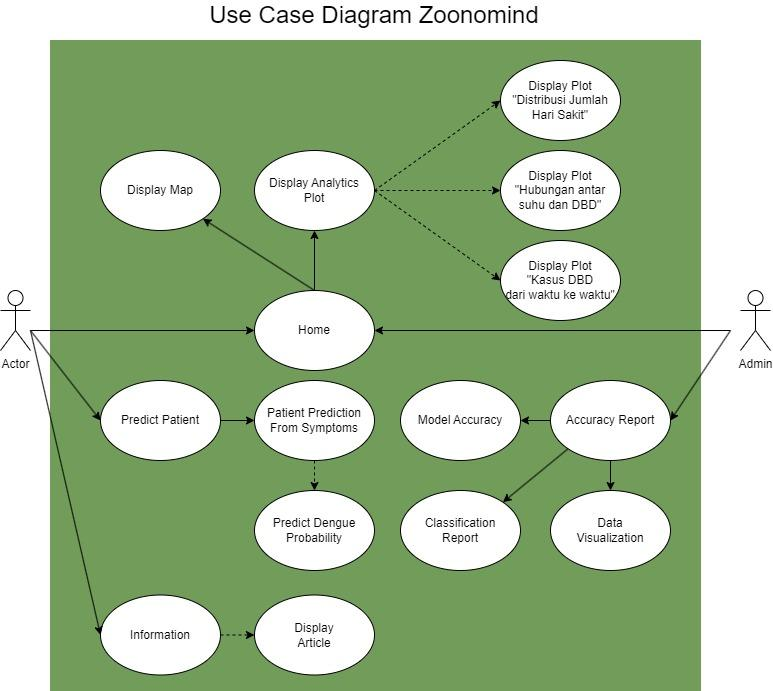 Use Case Diagram Zoonomind
Display Plot
"Distribusi Jumlah
Hari Sakit"
Display Map
Display Analytics
Plot
Display Plot
"Hubungan antar
suhu dan DBD"
Display Plot
"Kasus DBD
dari waktu ke waktu"
Home
Actor
Admin
Predict Patient
Patient Prediction
From Symptoms
Model Accuracy
Accuracy Report
Predict Dengue
Probability
Classification
Report
Data
Visualization
Information
Display
Article